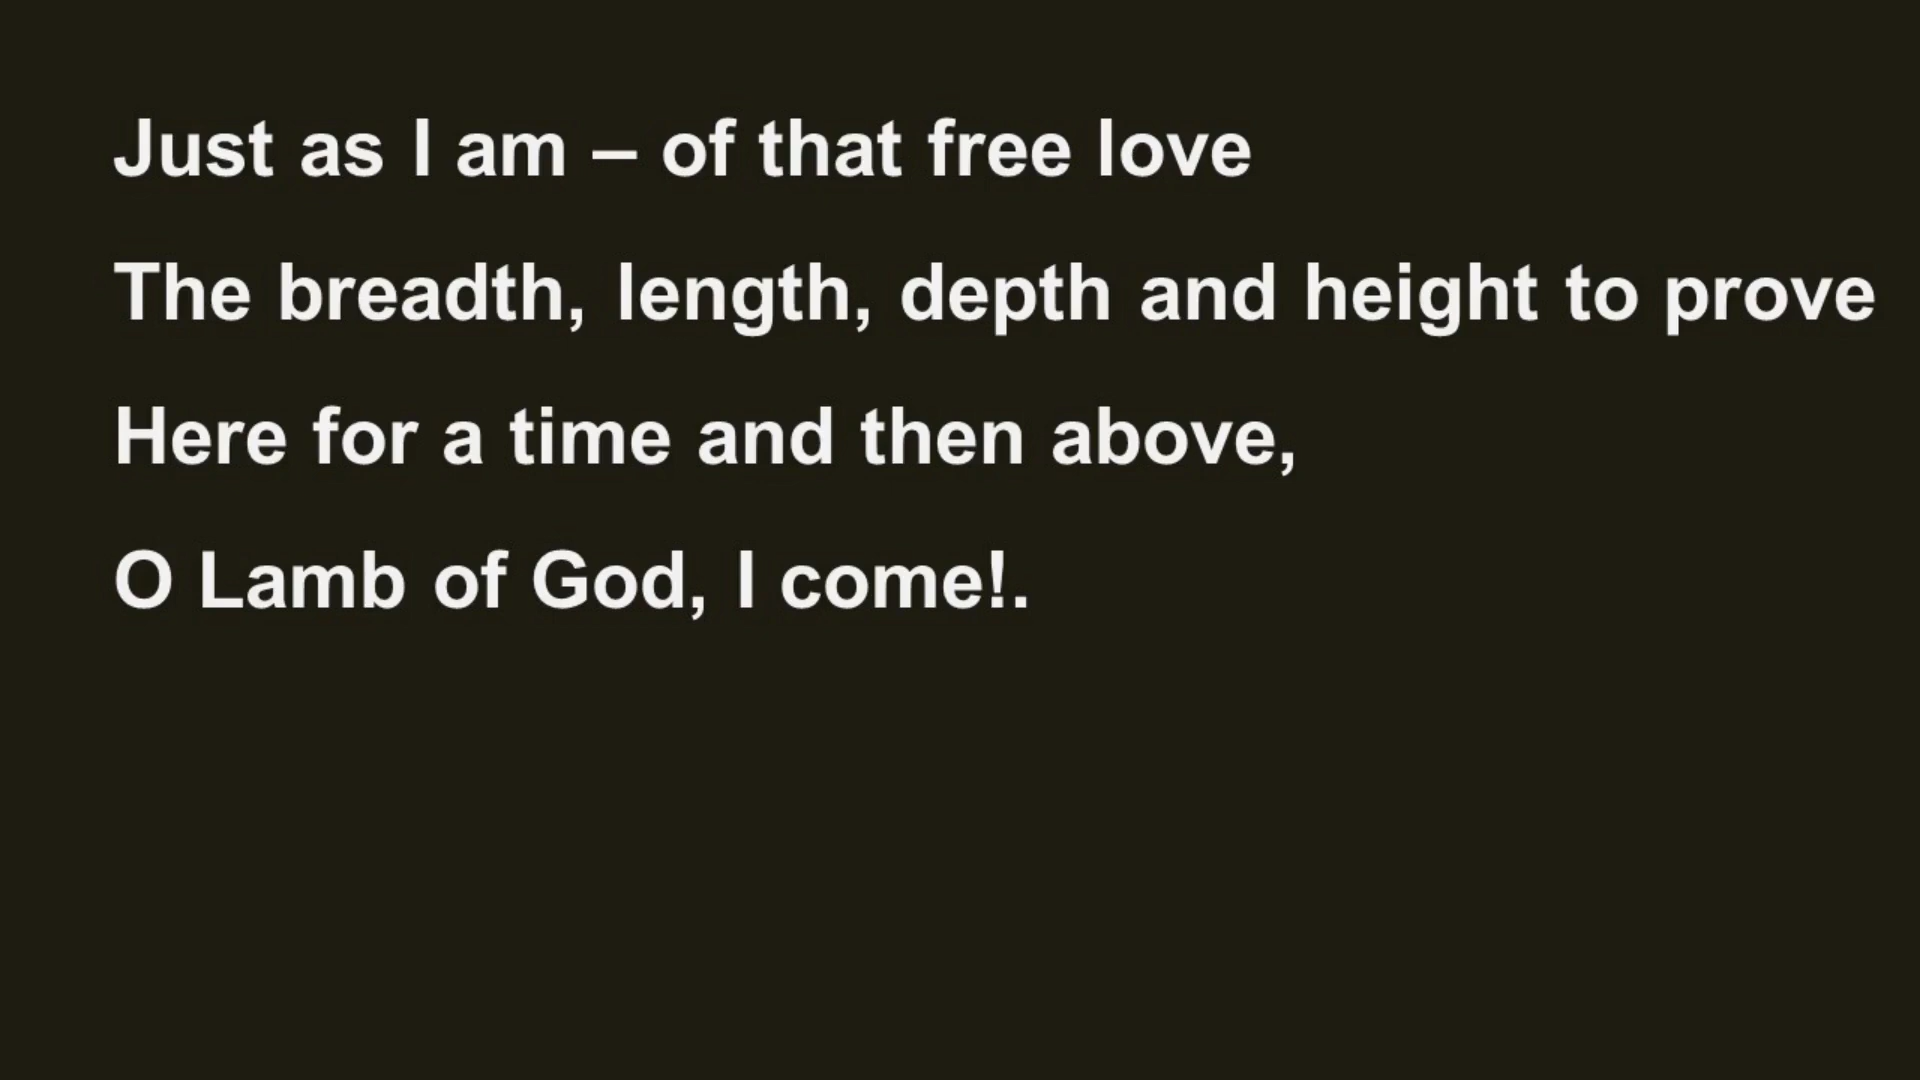 Just as I am – of that free love
The breadth, length, depth and height to prove
Here for a time and then above,
O Lamb of God, I come!.